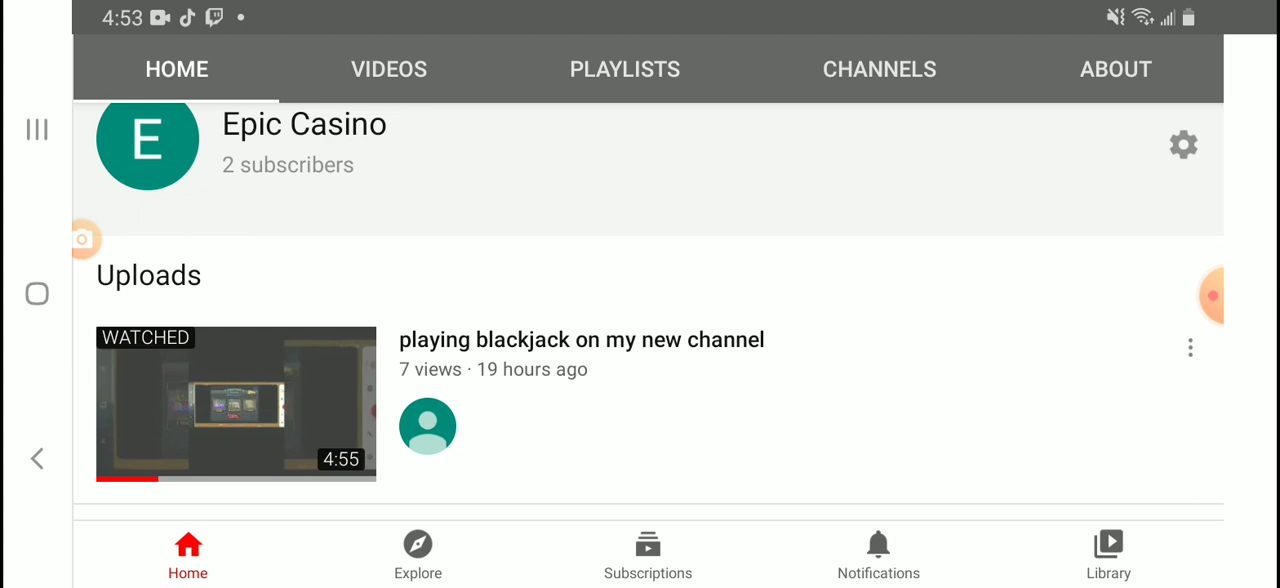 4:53
HOME
VIDEOS
PLAYLISTS
CHANNELS
ABOUT
E
Epic Casino
2 subscribers
Uploads
WATCHED
4:55
playing blackjack on my new channel
7 views · 19 hours ago
Home
Explore
Subscriptions
Notifications
Library